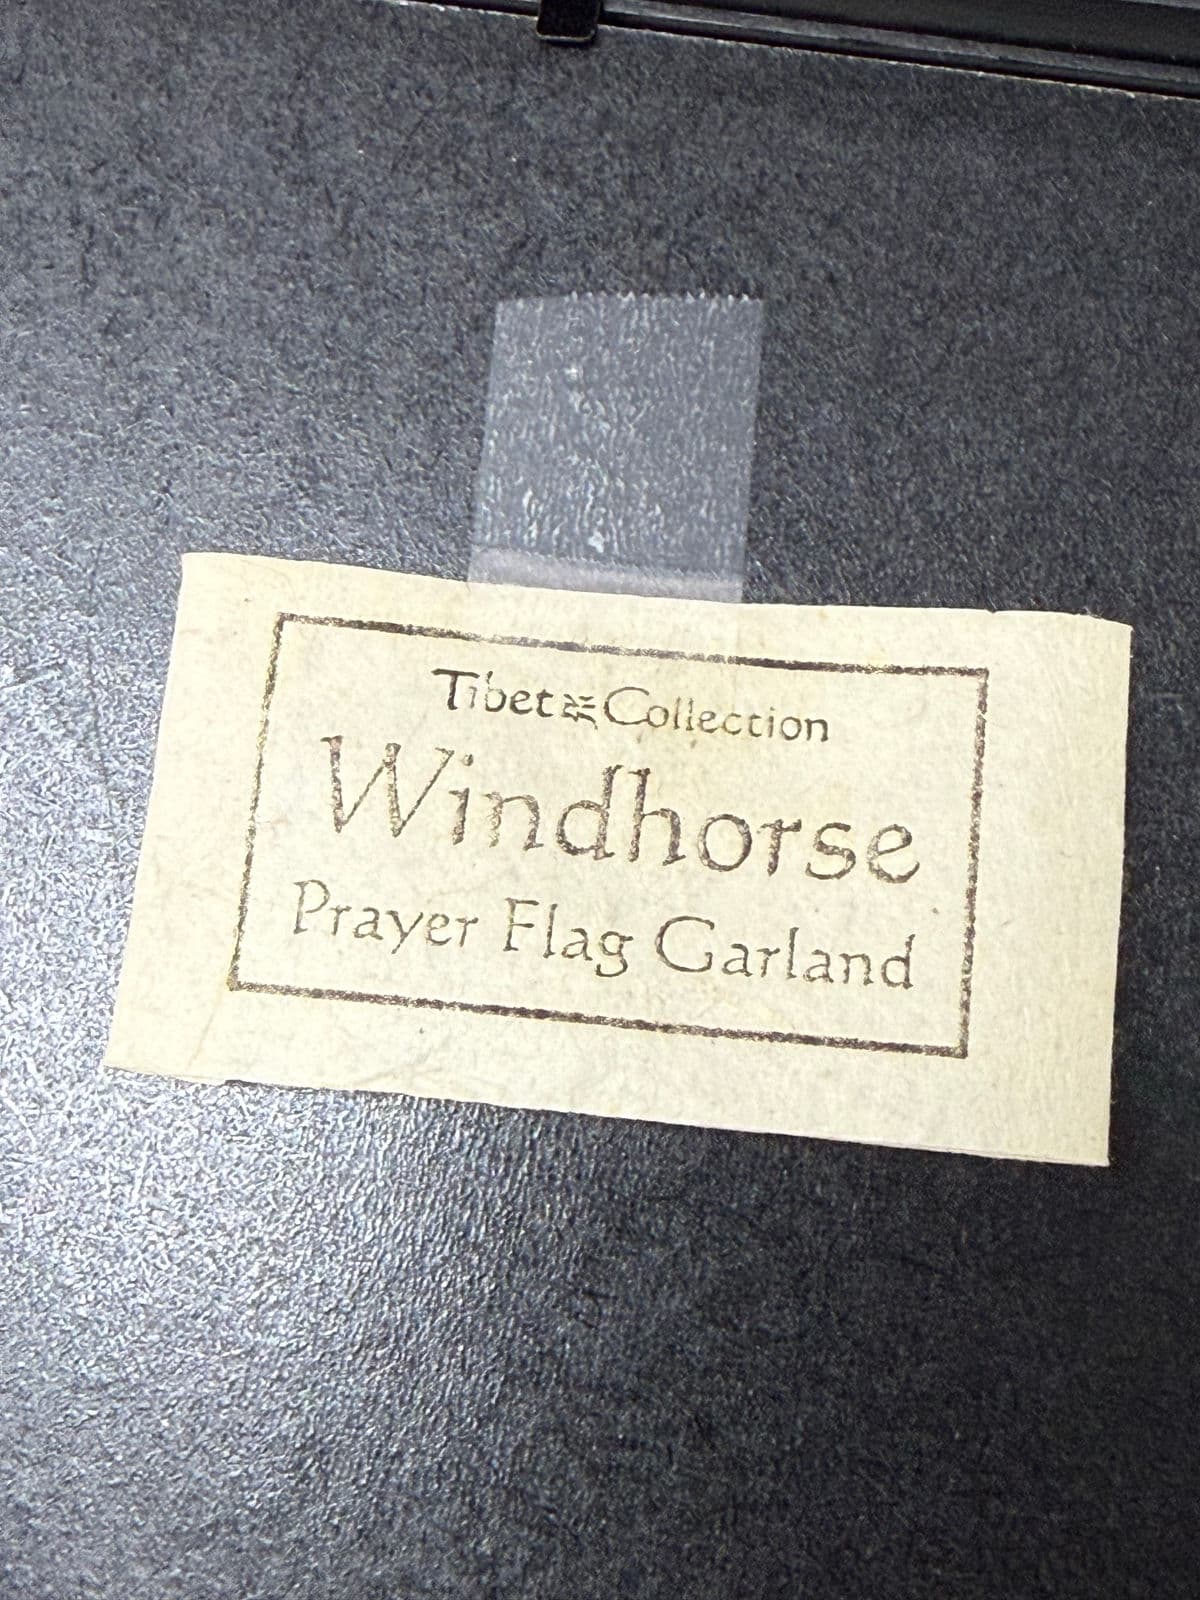 Tibet Collection
Windhorse
Prayer Flag Garland